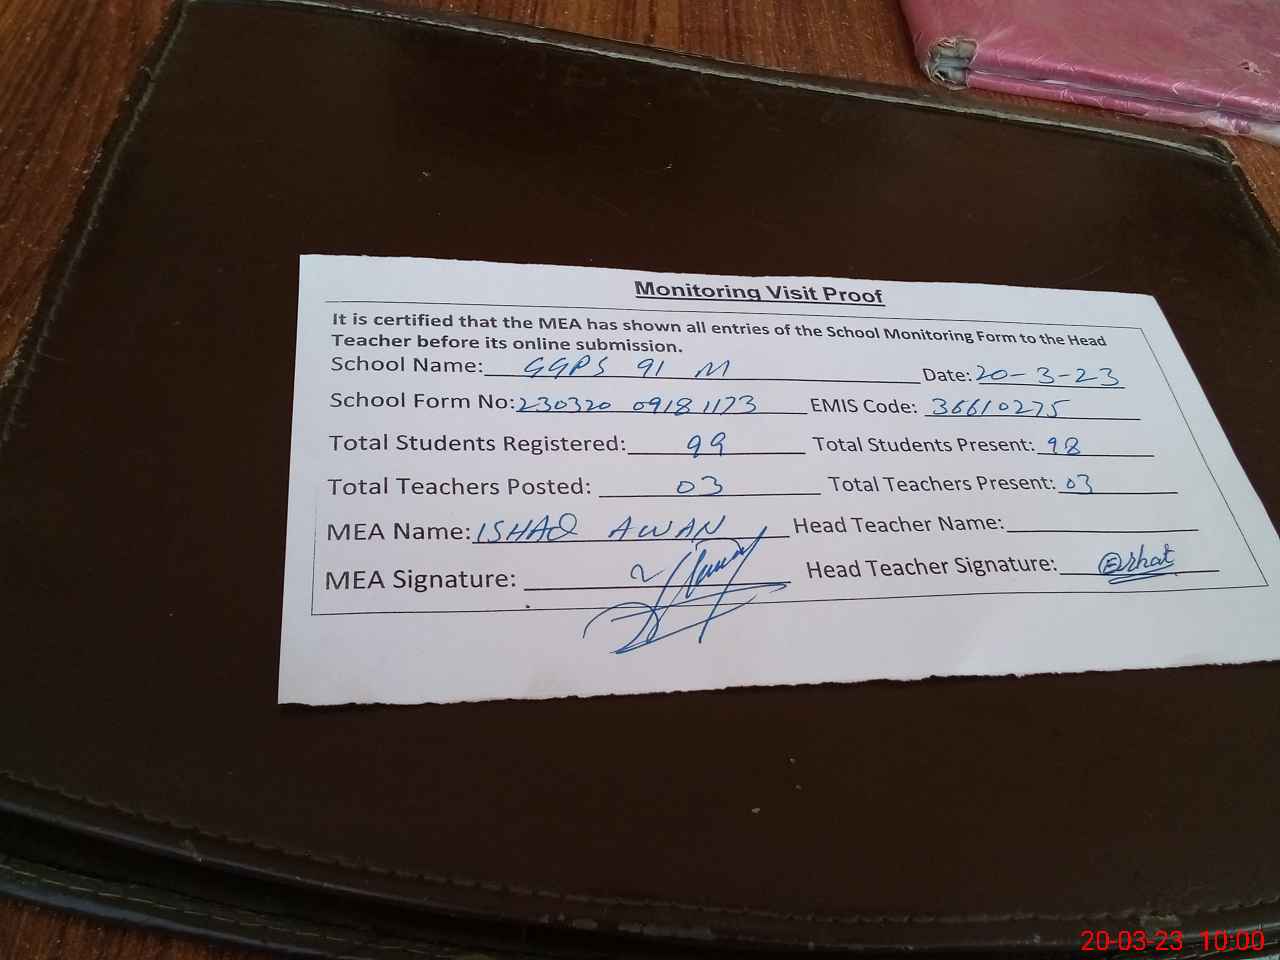 Monitoring Visit Proof
It is certified that the MEA has shown all entries of the School Monitoring Form to the Head
Teacher before its online submission.
School Name: GGPS 91 M Date: 20-3-23
School Form No: 230320 09181173 EMIS Code: 36610275
Total Students Registered: 99 Total Students Present: 98
Total Teachers Posted: 03 Total Teachers Present: 03
MEA Name: ISHAQ AWAN Head Teacher Name:
MEA Signature: Head Teacher Signature:
20-03-23 10:00